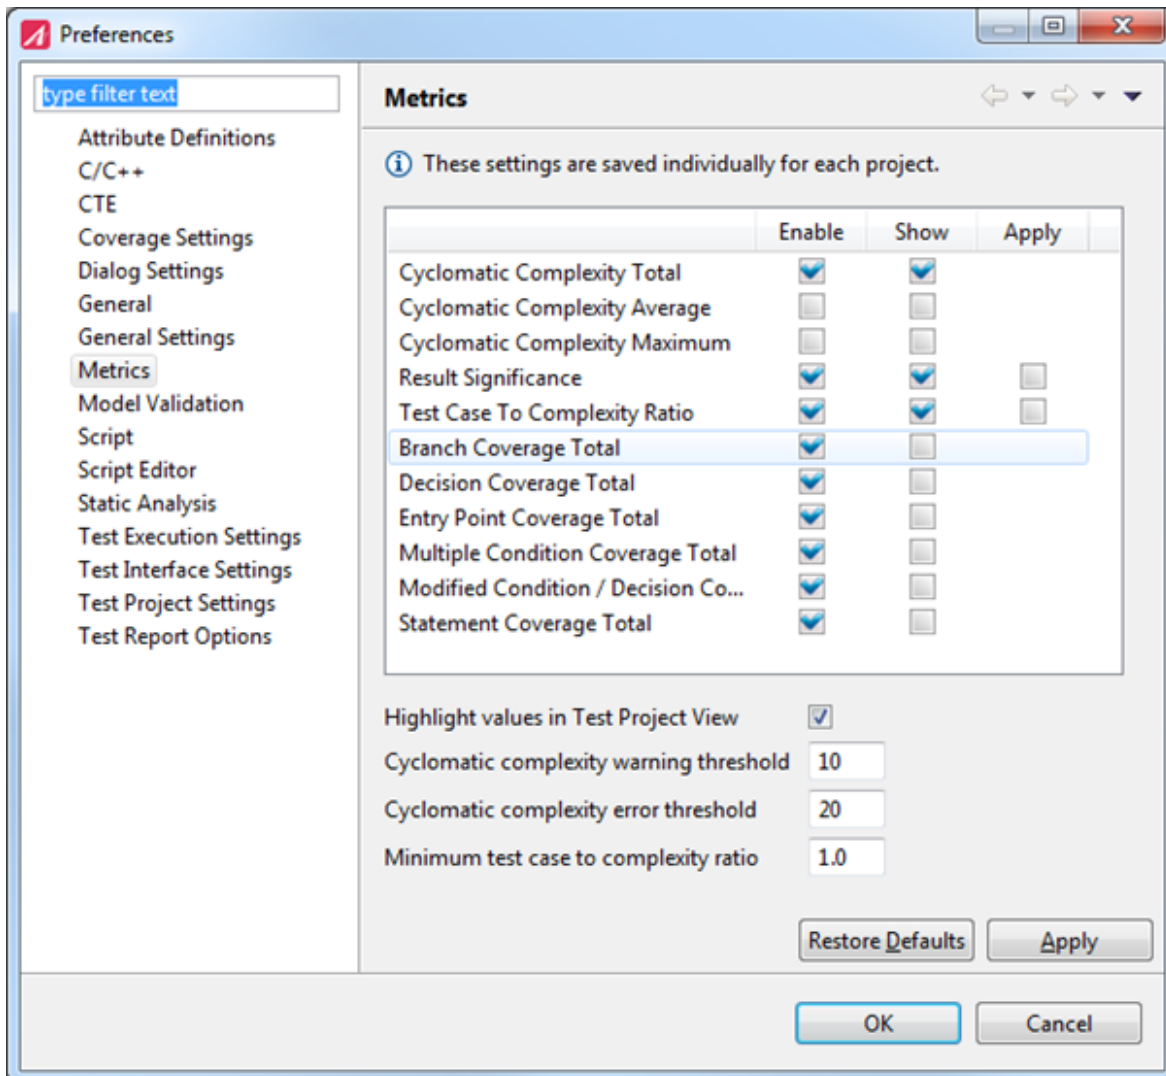 Preferences
type filter text
Attribute Definitions
C/C++
CTE
Coverage Settings
Dialog Settings
General
General Settings
Metrics
Model Validation
Script
Script Editor
Static Analysis
Test Execution Settings
Test Interface Settings
Test Project Settings
Test Report Options
Metrics
These settings are saved individually for each project.
Enable Show Apply
Cyclomatic Complexity Total
Cyclomatic Complexity Average
Cyclomatic Complexity Maximum
Result Significance
Test Case To Complexity Ratio
Branch Coverage Total
Decision Coverage Total
Entry Point Coverage Total
Multiple Condition Coverage Total
Modified Condition / Decision Co...
Statement Coverage Total
Highlight values in Test Project View
Cyclomatic complexity warning threshold 10
Cyclomatic complexity error threshold 20
Minimum test case to complexity ratio 1.0
Restore Defaults Apply
OK Cancel